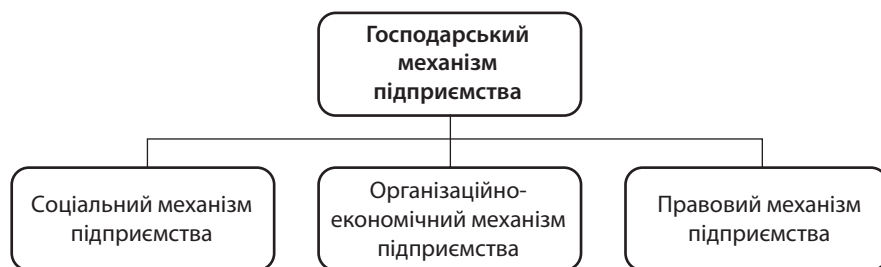 Господарський
механізм
підприємства
Соціальний механізм
підприємства
Організаційно-
економічний механізм
підприємства
Правовий механізм
підприємства